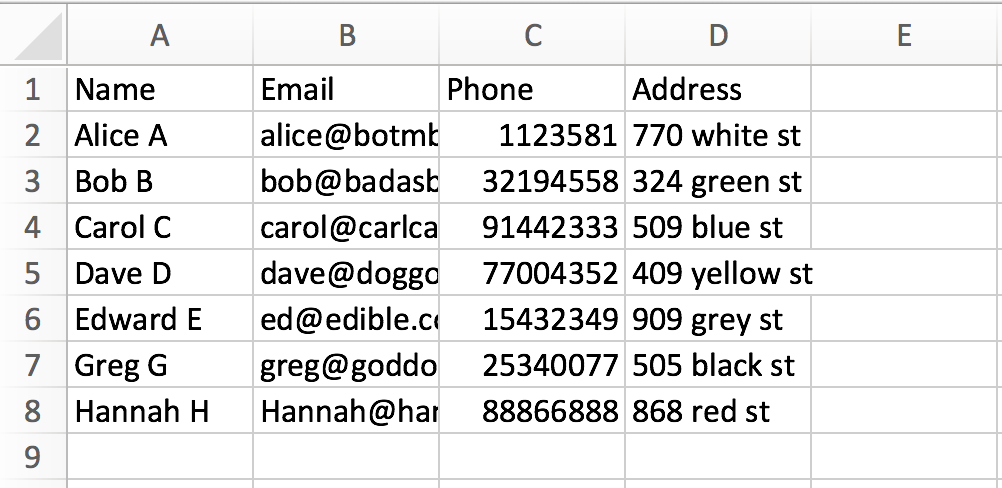 A B C D E
1 Name Email Phone Address
2 Alice A alice@botmb 1123581 770 white st
3 Bob B bob@badasb 32194558 324 green st
4 Carol C carol@carlca 91442333 509 blue st
5 Dave D dave@doggo 77004352 409 yellow st
6 Edward E ed@edible.c 15432349 909 grey st
7 Greg G greg@goddo 25340077 505 black st
8 Hannah H Hannah@har 88866888 868 red st
9